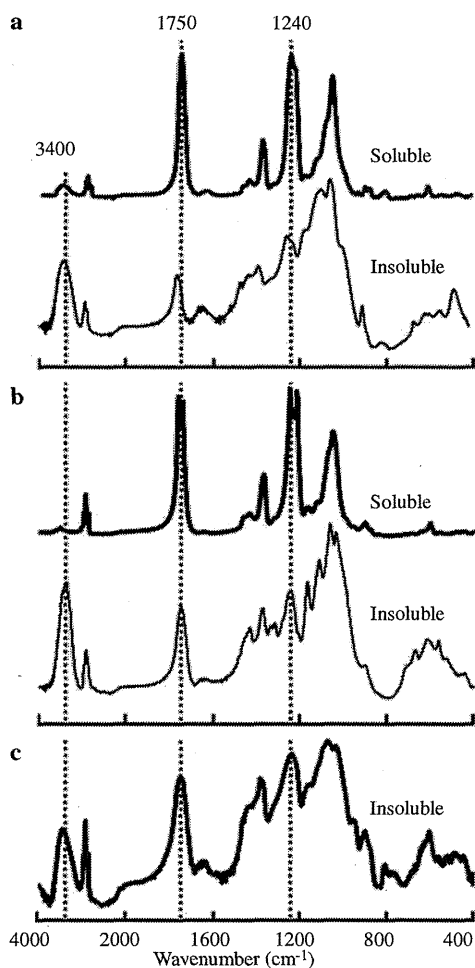 a
1750
1240
3400
Soluble
Insoluble
b
Soluble
Insoluble
c
Insoluble
4000
2000
1600
1200
800
400
Wavenumber (cm-1)